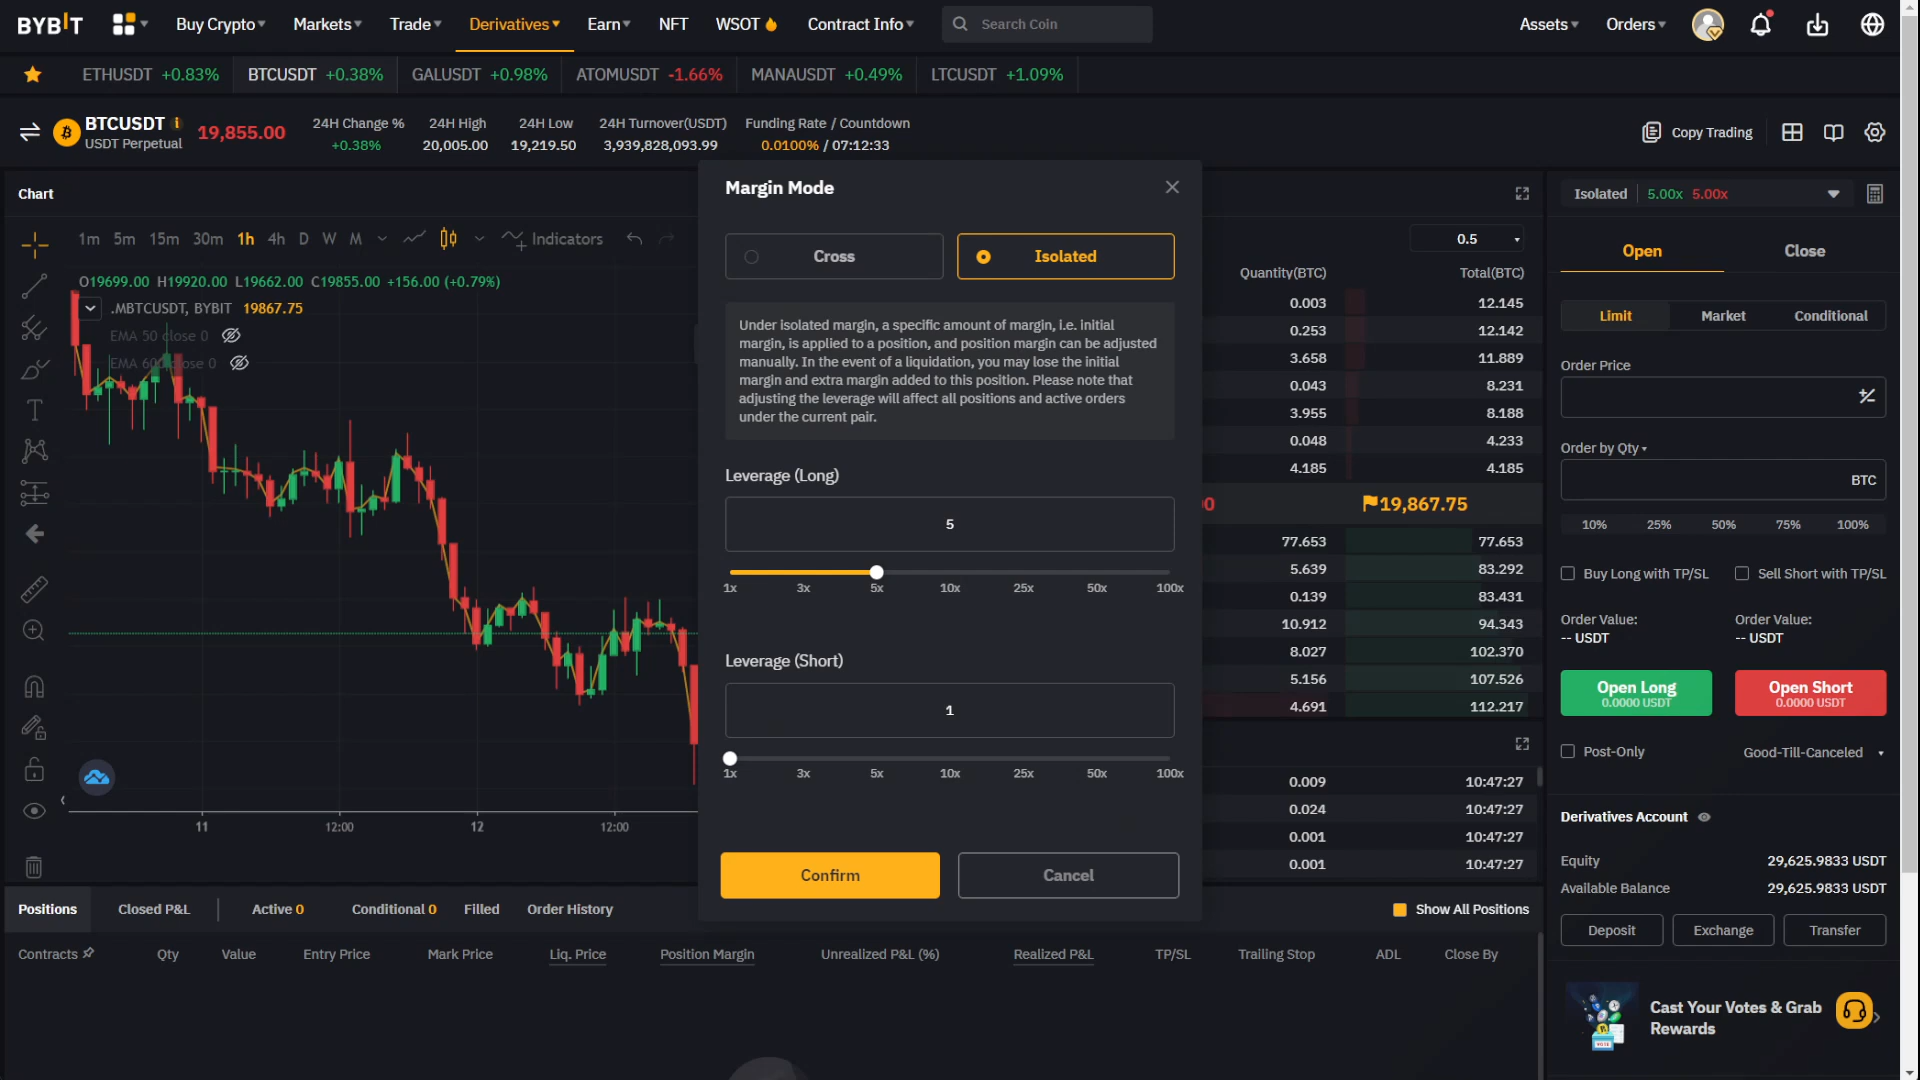 BYBIT
Buy Crypto
Markets
Trade
Derivatives
Earn
NFT
WSOT
Contract Info
Search Coin
Assets
Orders
ETHUSDT +0.83%
BTCUSDT +0.38%
GALUSDT +0.98%
ATOMUSDT -1.66%
MANAUSDT +0.49%
LTCUSDT +1.09%
BTCUSDT
USDT Perpetual
19,855.00
24H Change %
+0.38%
24H High
20,005.00
24H Low
19,219.50
24H Turnover(USDT)
3,939,828,093.99
Funding Rate / Countdown
0.0100% / 07:12:33
Copy Trading
Chart
1m 5m 15m 30m 1h 4h D W M
Indicators
O19699.00 H19920.00 L19662.00 C19855.00 +156.00 (+0.79%)
.MBTCUSDT, BYBIT 19867.75
EMA 50 close 0
11
12:00
12
12:00
Margin Mode
Cross
Isolated
Under isolated margin, a specific amount of margin, i.e. initial
margin, is applied to a position, and position margin can be adjusted
manually. In the event of a liquidation, you may lose the initial
margin and extra margin added to this position. Please note that
adjusting the leverage will affect all positions and active orders
under the current pair.
Leverage (Long)
5
1x 3x 5x 10x 25x 50x 100x
Leverage (Short)
1
1x 3x 5x 10x 25x 50x 100x
Confirm
Cancel
0.5
Quantity(BTC) Total(BTC)
0.003 12.145
0.253 12.142
3.658 11.889
0.043 8.231
3.955 8.188
0.048 4.233
4.185 4.185
19,867.75
77.653 77.653
5.639 83.292
0.139 83.431
10.912 94.343
8.027 102.370
5.156 107.526
4.691 112.217
0.009 10:47:27
0.024 10:47:27
0.001 10:47:27
0.001 10:47:27
Isolated 5.00x 5.00x
Open
Close
Limit
Market
Conditional
Order Price
Order by Qty
BTC
10% 25% 50% 75% 100%
Buy Long with TP/SL
Sell Short with TP/SL
Order Value:
-- USDT
Order Value:
-- USDT
Open Long
0.0000 USDT
Open Short
0.0000 USDT
Post-Only
Good-Till-Canceled
Derivatives Account
Equity 29,625.9833 USDT
Available Balance 29,625.9833 USDT
Deposit
Exchange
Transfer
Cast Your Votes & Grab
Rewards
Positions
Closed P&L
Active 0
Conditional 0
Filled
Order History
Show All Positions
Contracts
Qty
Value
Entry Price
Mark Price
Liq. Price
Position Margin
Unrealized P&L (%)
Realized P&L
TP/SL
Trailing Stop
ADL
Close By